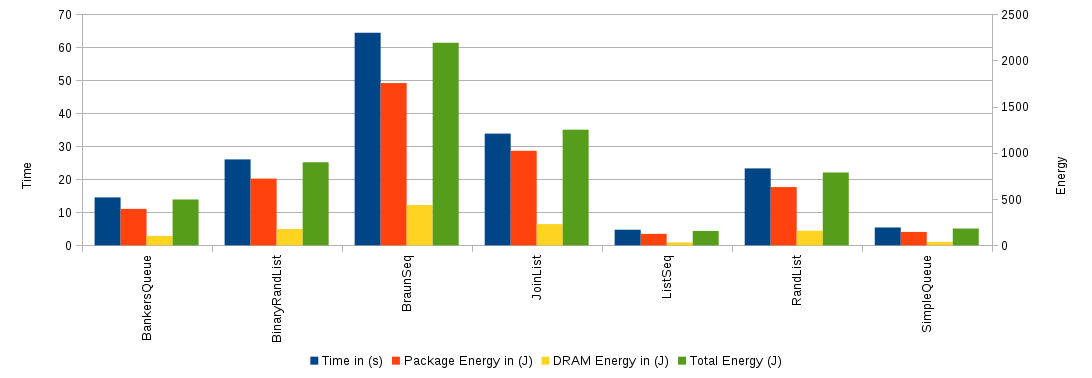 70
60
50
40
30
20
10
0
Time
2500
2000
1500
1000
500
0
Energy
BankersQueue
BinaryRandList
BraunSeq
JoinList
ListSeq
RandList
SimpleQueue
Time in (s) Package Energy in (J) DRAM Energy in (J) Total Energy (J)